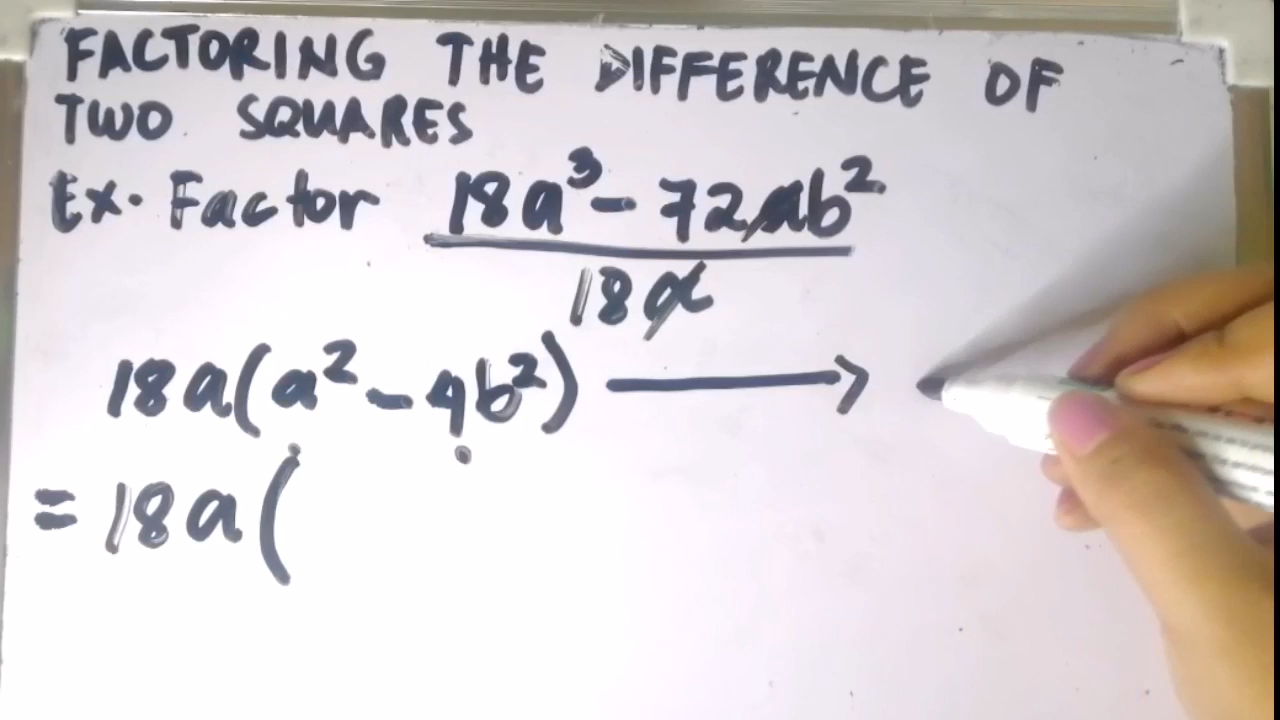 FACTORING THE DIFFERENCE OF
TWO SQUARES
Ex. Factor 18a³ - 72ab²
18a
18a(a² - 4b²) ⟶
= 18a(